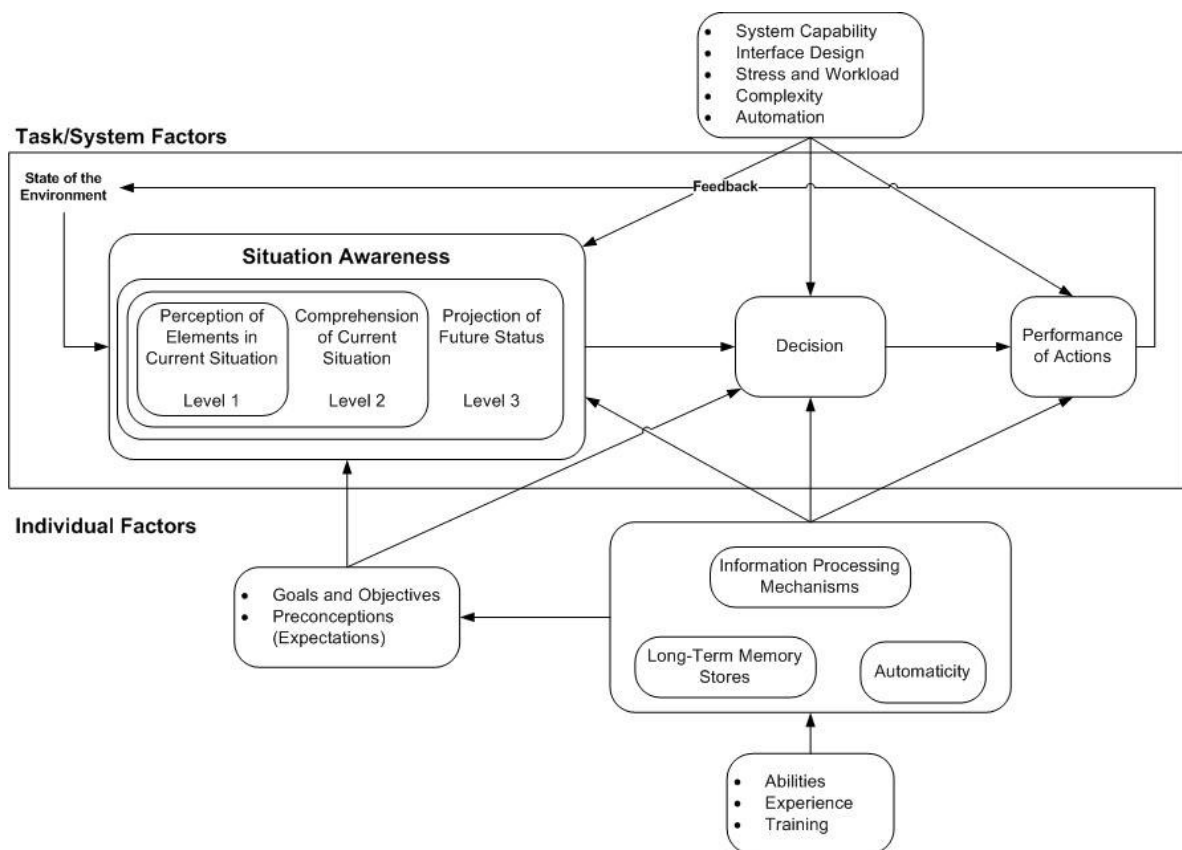 • System Capability
• Interface Design
• Stress and Workload
• Complexity
• Automation
Task/System Factors
State of the
Environment
Feedback
Situation Awareness
Perception of
Elements in
Current Situation
Level 1
Comprehension
of Current
Situation
Level 2
Projection of
Future Status
Level 3
Decision
Performance
of Actions
Individual Factors
• Goals and Objectives
• Preconceptions
(Expectations)
Information Processing
Mechanisms
Long-Term Memory
Stores
Automaticity
• Abilities
• Experience
• Training